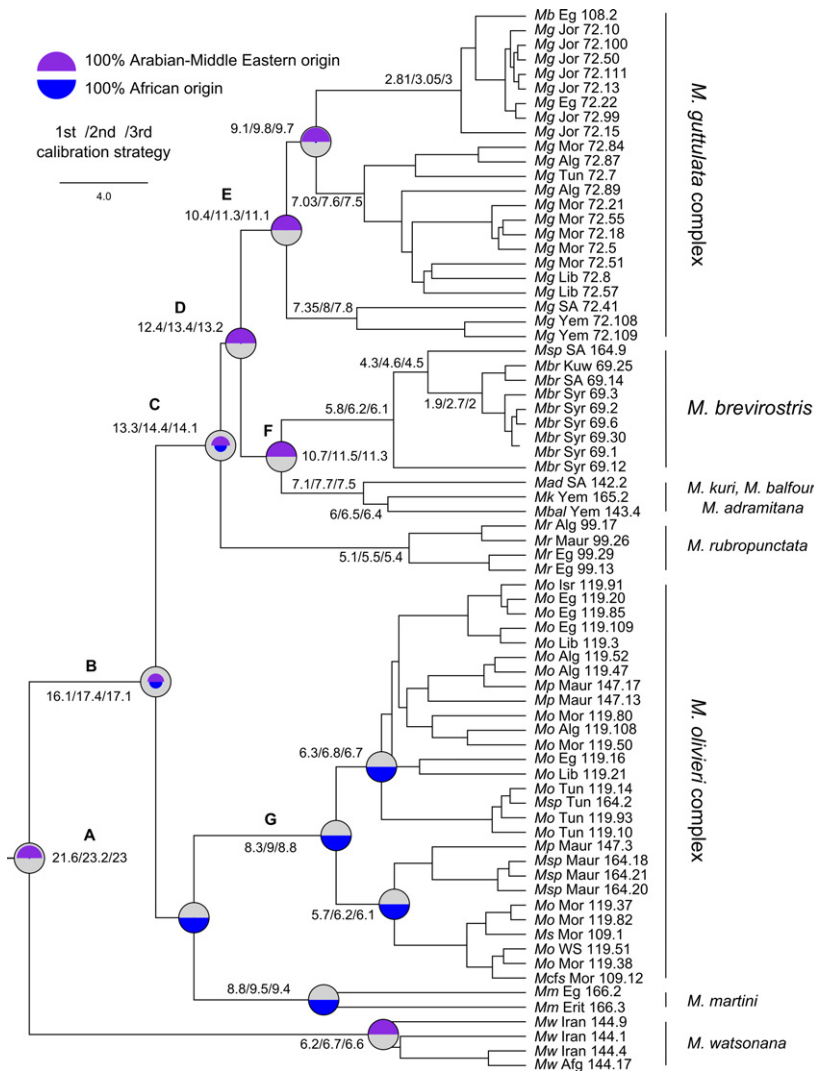 100% Arabian-Middle Eastern origin
100% African origin
1st /2nd /3rd
calibration strategy
4.0
A
21.6/23.2/23
B
16.1/17.4/17.1
C
13.3/14.4/14.1
D
12.4/13.4/13.2
E
10.4/11.3/11.1
9.1/9.8/9.7
2.81/3.05/3
7.03/7.6/7.5
7.35/8/7.8
F
10.7/11.5/11.3
4.3/4.6/4.5
5.8/6.2/6.1
1.9/2.7/2
7.1/7.7/7.5
6/6.5/6.4
5.1/5.5/5.4
6.3/6.8/6.7
G
8.3/9/8.8
5.7/6.2/6.1
8.8/9.5/9.4
6.2/6.7/6.6
Mb Eg 108.2
Mg Jor 72.10
Mg Jor 72.100
Mg Jor 72.50
Mg Jor 72.111
Mg Jor 72.13
Mg Eg 72.22
Mg Jor 72.99
Mg Jor 72.15
Mg Mor 72.84
Mg Alg 72.87
Mg Tun 72.7
Mg Alg 72.89
Mg Mor 72.21
Mg Mor 72.55
Mg Mor 72.18
Mg Mor 72.5
Mg Mor 72.51
Mg Lib 72.8
Mg Lib 72.57
Mg SA 72.41
Mg Yem 72.108
Mg Yem 72.109
Msp SA 164.9
Mbr Kuw 69.25
Mbr SA 69.14
Mbr Syr 69.3
Mbr Syr 69.2
Mbr Syr 69.6
Mbr Syr 69.30
Mbr Syr 69.1
Mbr Syr 69.12
Mad SA 142.2
Mk Yem 165.2
Mbal Yem 143.4
Mr Alg 99.17
Mr Maur 99.26
Mr Eg 99.29
Mr Eg 99.13
Mo Isr 119.91
Mo Eg 119.20
Mo Eg 119.85
Mo Eg 119.109
Mo Lib 119.3
Mo Alg 119.52
Mo Alg 119.47
Mp Maur 147.17
Mp Maur 147.13
Mo Mor 119.80
Mo Alg 119.108
Mo Mor 119.50
Mo Eg 119.16
Mo Lib 119.21
Mo Tun 119.14
Msp Tun 164.2
Mo Tun 119.93
Mo Tun 119.10
Mp Maur 147.3
Msp Maur 164.18
Msp Maur 164.21
Msp Maur 164.20
Mo Mor 119.37
Mo Mor 119.82
Ms Mor 109.1
Mo WS 119.51
Mo Mor 119.38
Mcfs Mor 109.12
Mm Eg 166.2
Mm Erit 166.3
Mw Iran 144.9
Mw Iran 144.1
Mw Iran 144.4
Mw Afg 144.17
M. guttulata complex
M. brevirostris
M. kuri, M. balfour
M. adramitana
M. rubropunctata
M. olivieri complex
M. martini
M. watsonana